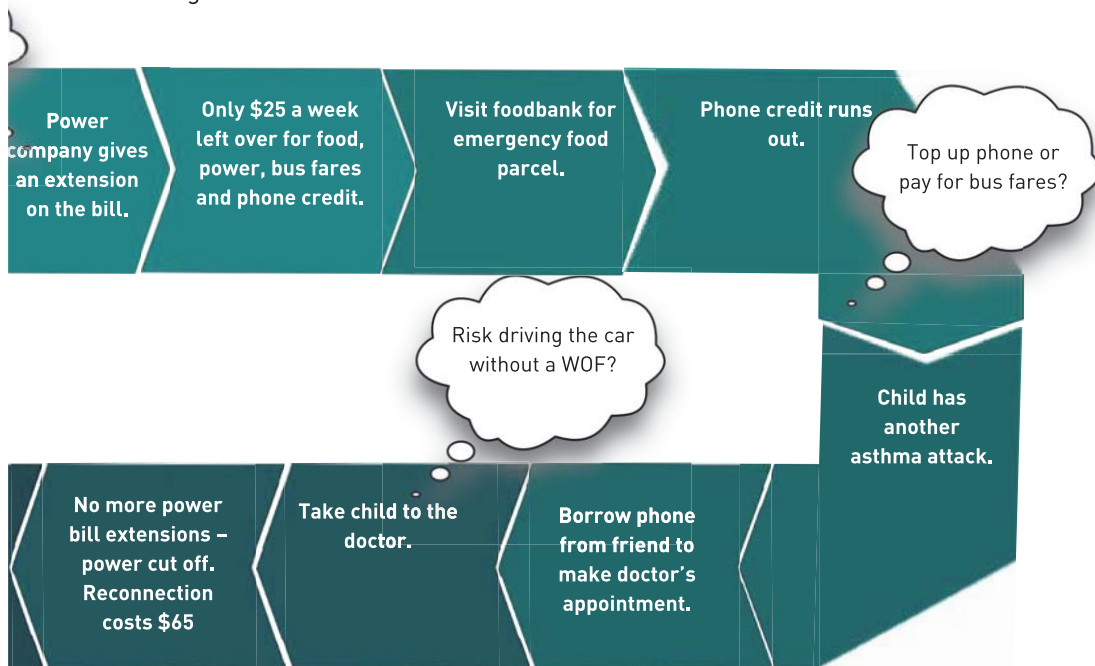 Power
company gives
an extension
on the bill.
Only $25 a week
left over for food,
power, bus fares
and phone credit.
Visit foodbank for
emergency food
parcel.
Phone credit runs
out.
Top up phone or
pay for bus fares?
Child has
another
asthma attack.
Borrow phone
from friend to
make doctor's
appointment.
Risk driving the car
without a WOF?
Take child to the
doctor.
No more power
bill extensions –
power cut off.
Reconnection
costs $65